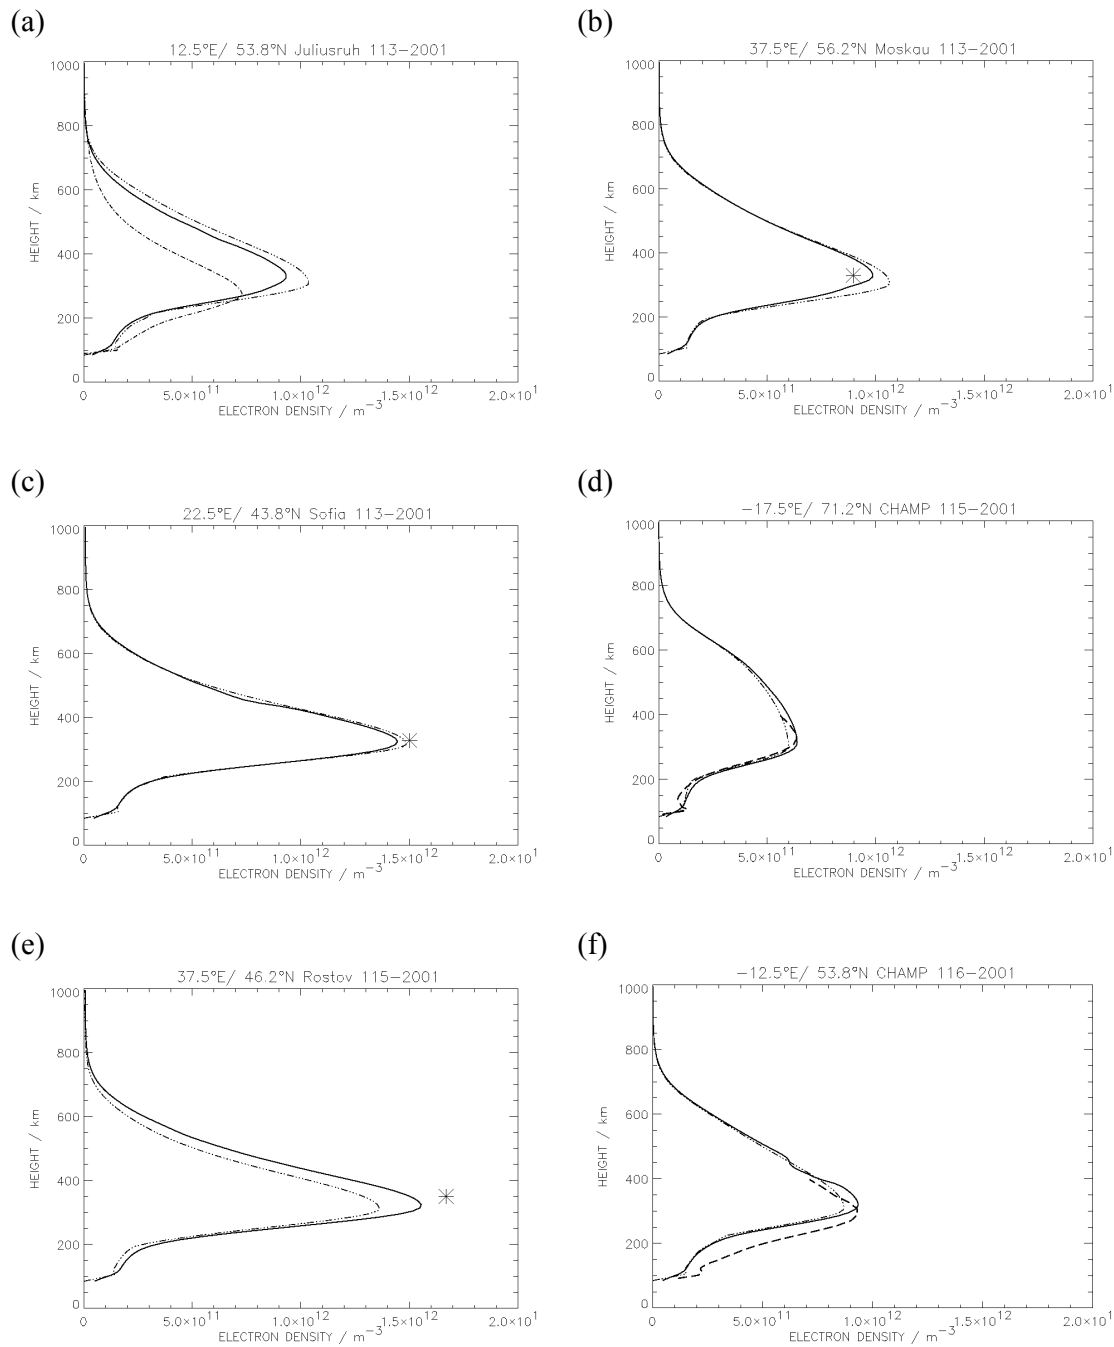 (a)
12.5°E/ 53.8°N Juliusruh 113−2001
1000
800
600
400
200
0
HEIGHT / km
0
5.0×10¹¹
1.0×10¹²
1.5×10¹²
2.0×10¹
ELECTRON DENSITY / m⁻³
(b)
37.5°E/ 56.2°N Moskau 113−2001
1000
800
600
400
200
0
HEIGHT / km
0
5.0×10¹¹
1.0×10¹²
1.5×10¹²
2.0×10¹
ELECTRON DENSITY / m⁻³
(c)
22.5°E/ 43.8°N Sofia 113−2001
1000
800
600
400
200
0
HEIGHT / km
0
5.0×10¹¹
1.0×10¹²
1.5×10¹²
2.0×10¹
ELECTRON DENSITY / m⁻³
(d)
−17.5°E/ 71.2°N CHAMP 115−2001
1000
800
600
400
200
0
HEIGHT / km
0
5.0×10¹¹
1.0×10¹²
1.5×10¹²
2.0×10¹
ELECTRON DENSITY / m⁻³
(e)
37.5°E/ 46.2°N Rostov 115−2001
1000
800
600
400
200
0
HEIGHT / km
0
5.0×10¹¹
1.0×10¹²
1.5×10¹²
2.0×10¹
ELECTRON DENSITY / m⁻³
(f)
−12.5°E/ 53.8°N CHAMP 116−2001
1000
800
600
400
200
0
HEIGHT / km
0
5.0×10¹¹
1.0×10¹²
1.5×10¹²
2.0×10¹
ELECTRON DENSITY / m⁻³